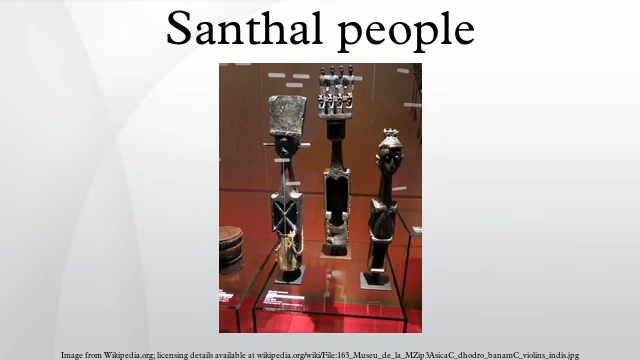 Santhal people
Image from Wikipedia.org; licensing details available at wikipedia.org/wiki/File:163_Museu_de_la_MZip3AsicaC_dhodro_banamC_violins_indis.jpg